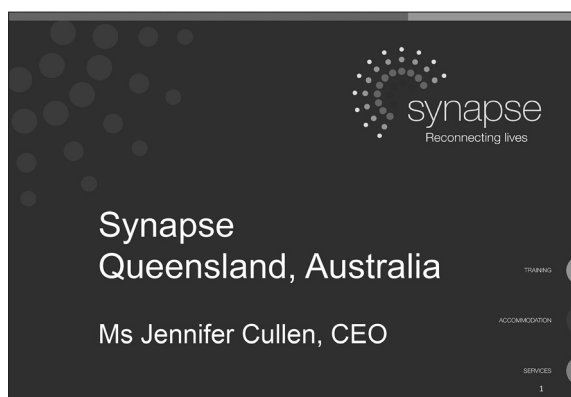 synapse
Reconnecting lives
Synapse
Queensland, Australia
Ms Jennifer Cullen, CEO
TRAINING
ACCOMMODATION
SERVICES
1